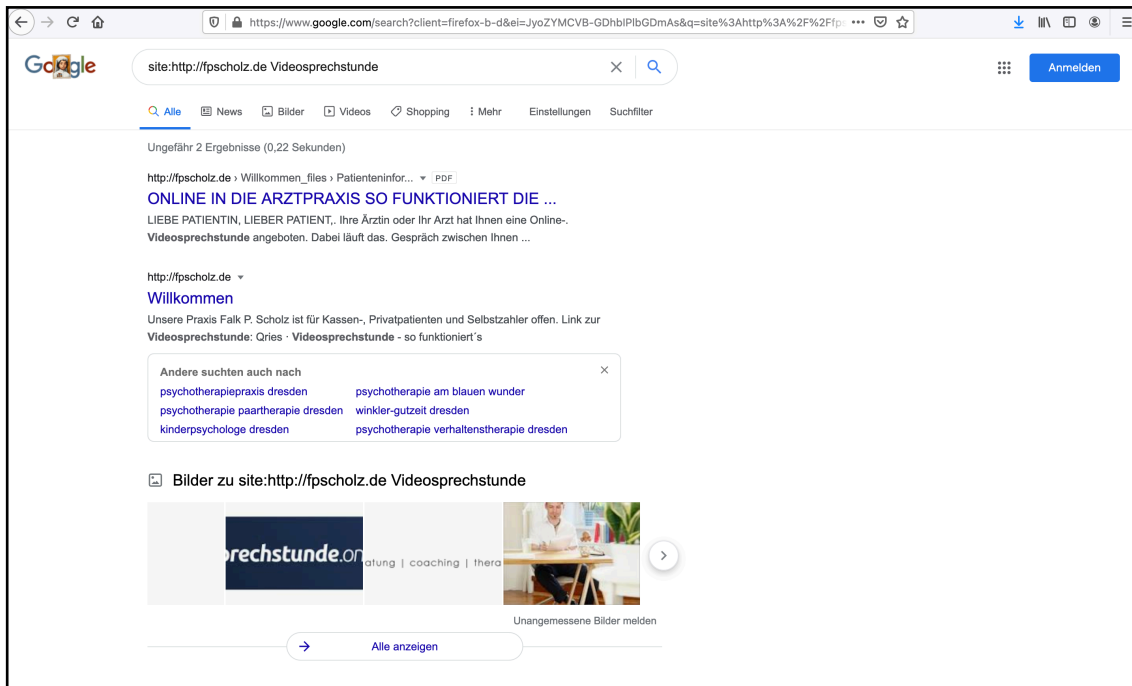 https://www.google.com/search?client=firefox-b-d&ei=JyoZYMCVB-GDhbIPlbGDmAs&q=site%3Ahttp%3A%2F%2Ffps
Google
site:http://fpscholz.de Videosprechstunde
Anmelden
Alle News Bilder Videos Shopping Mehr Einstellungen Suchfilter
Ungefähr 2 Ergebnisse (0,22 Sekunden)
http://fpscholz.de › Willkommen_files › Patienteninfor... PDF
ONLINE IN DIE ARZTPRAXIS SO FUNKTIONIERT DIE ...
LIEBE PATIENTIN, LIEBER PATIENT,. Ihre Ärztin oder Ihr Arzt hat Ihnen eine Online-.
Videosprechstunde angeboten. Dabei läuft das. Gespräch zwischen Ihnen ...
http://fpscholz.de
Willkommen
Unsere Praxis Falk P. Scholz ist für Kassen-, Privatpatienten und Selbstzahler offen. Link zur
Videosprechstunde: Qries · Videosprechstunde - so funktioniert´s
Andere suchten auch nach
psychotherapiepraxis dresden psychotherapie am blauen wunder
psychotherapie paartherapie dresden winkler-gutzeit dresden
kinderpsychologe dresden psychotherapie verhaltenstherapie dresden
Bilder zu site:http://fpscholz.de Videosprechstunde
prechstunde.on
atung | coaching | thera
Unangemessene Bilder melden
Alle anzeigen